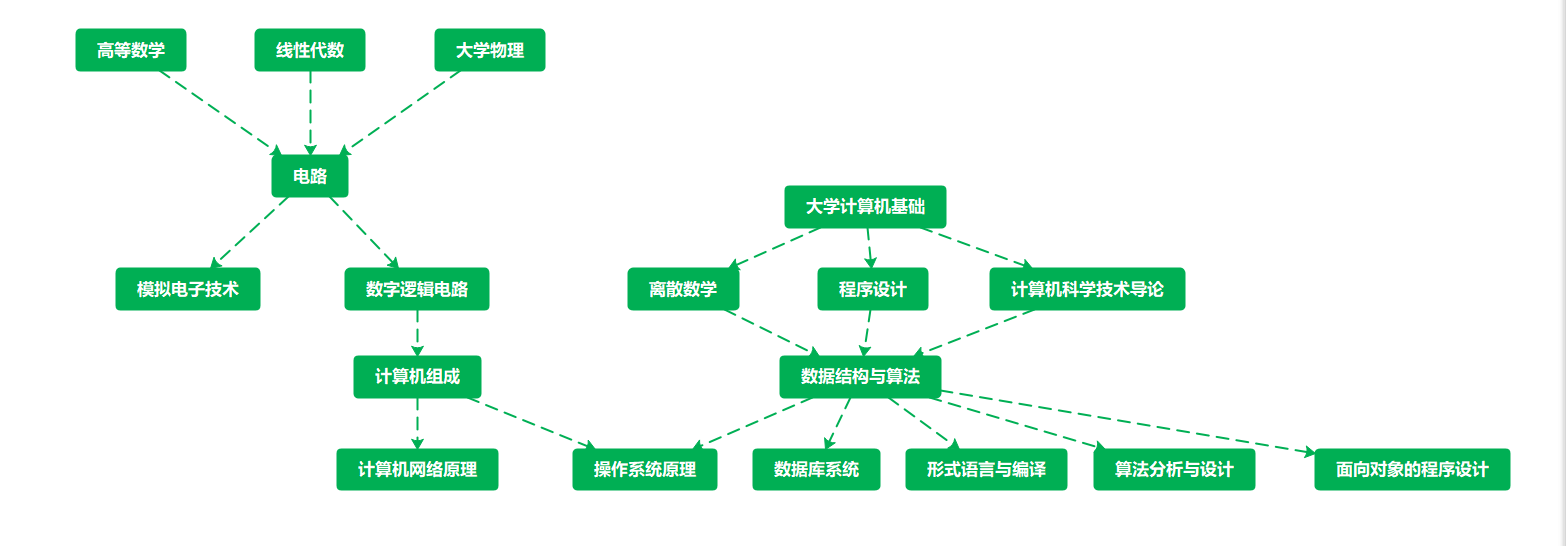 高等数学
线性代数
大学物理
电路
大学计算机基础
模拟电子技术
数字逻辑电路
离散数学
程序设计
计算机科学技术导论
计算机组成
数据结构与算法
计算机网络原理
操作系统原理
数据库系统
形式语言与编译
算法分析与设计
面向对象的程序设计